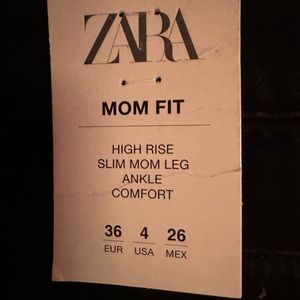 ZARA
MOM FIT
HIGH RISE
SLIM MOM LEG
ANKLE
COMFORT
36 4 26
EUR USA MEX